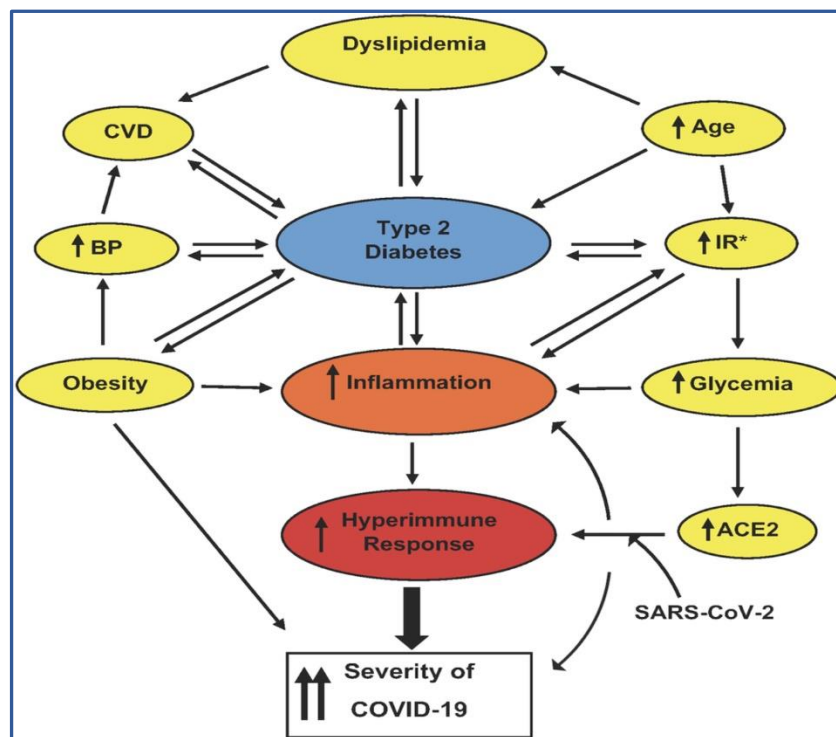 Dyslipidemia
CVD
↑ Age
Type 2
Diabetes
↑ BP
↑ IR*
Obesity
↑ Inflammation
↑ Glycemia
↑ Hyperimmune
Response
↑ ACE2
SARS-CoV-2
↑↑ Severity of
COVID-19